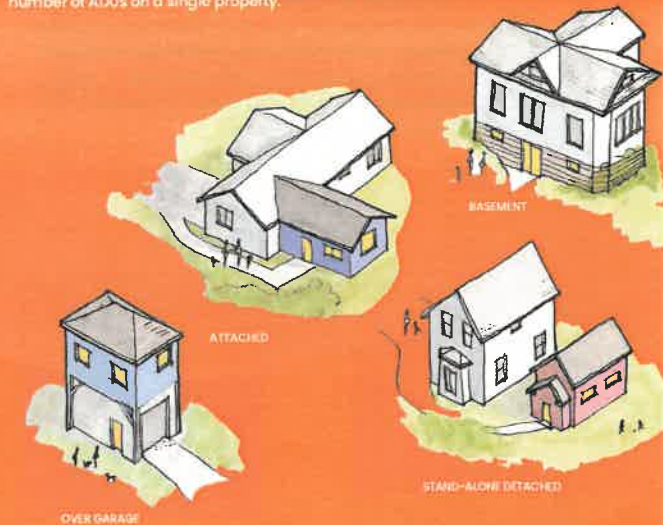 number of ADUs on a single property.
BASEMENT
ATTACHED
STAND-ALONE DETACHED
OVER GARAGE